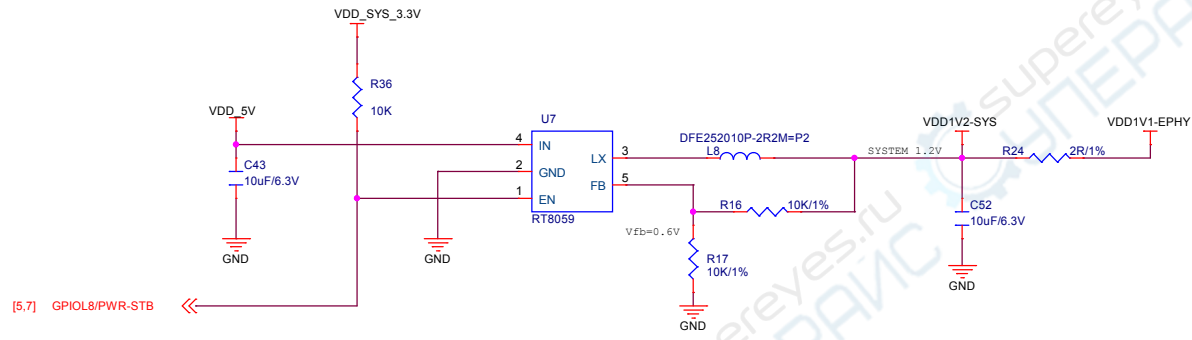 VDD_SYS_3.3V
R36
10K
VDD_5V
C43
10uF/6.3V
GND
GND
U7
4
IN
2
GND
1
EN
LX
3
FB
5
RT8059
DFE252010P-2R2M=P2
L8
SYSTEM 1.2V
VDD1V2-SYS
VDD1V1-EPHY
R24
2R/1%
R16
10K/1%
C52
10uF/6.3V
Vfb=0.6V
R17
10K/1%
GND
GND
[5,7] GPIOL8/PWR-STB
supereyes.ru